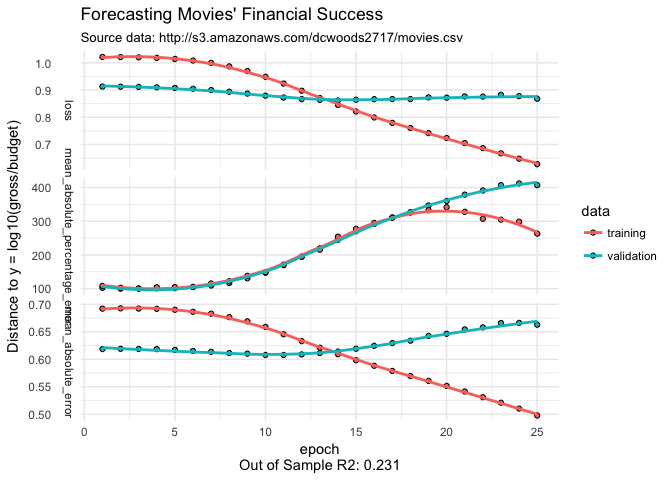 Forecasting Movies' Financial Success
Source data: http://s3.amazonaws.com/dcwoods2717/movies.csv
Distance to y = log10(gross/budget)
loss
1.0
0.9
0.8
0.7
mean_absolute_percentage_error
400
300
200
100
mean_absolute_error
0.70
0.65
0.60
0.55
0.50
0 5 10 15 20 25
epoch
Out of Sample R2: 0.231
data
training
validation